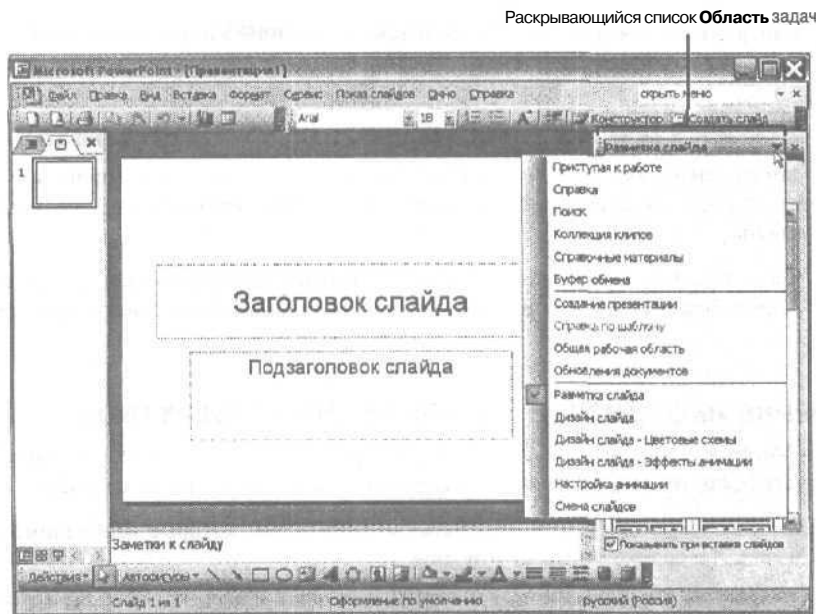 Раскрывающийся список Область задач
Microsoft PowerPoint - [Презентация1]
Файл Правка Вид Вставка Формат Сервис Показ слайдов Окно Справка скрыть меню
Arial 18 Конструктор Создать слайд
Разметка слайда
1
Приступая к работе
Справка
Поиск
Коллекция клипов
Справочные материалы
Буфер обмена
Создание презентации
Справка по шаблону
Общая рабочая область
Обновления документов
Разметка слайда
Дизайн слайда
Дизайн слайда - Цветовые схемы
Дизайн слайда - Эффекты анимации
Настройка анимации
Смена слайдов
Заголовок слайда
Подзаголовок слайда
Заметки к слайду
Показывать при вставке слайдов
Действия Автофигуры
Слайд 1 из 1 Оформление по умолчанию русский (Россия)